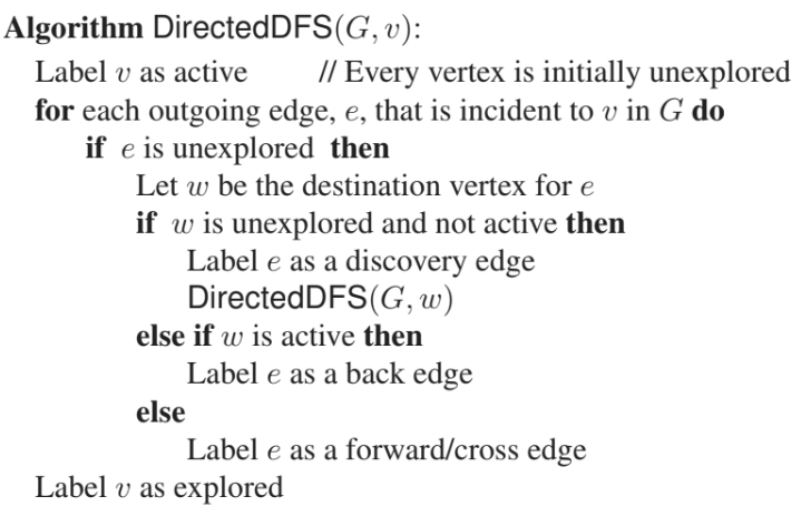 Algorithm DirectedDFS(G, v):
Label v as active // Every vertex is initially unexplored
for each outgoing edge, e, that is incident to v in G do
if e is unexplored then
Let w be the destination vertex for e
if w is unexplored and not active then
Label e as a discovery edge
DirectedDFS(G, w)
else if w is active then
Label e as a back edge
else
Label e as a forward/cross edge
Label v as explored